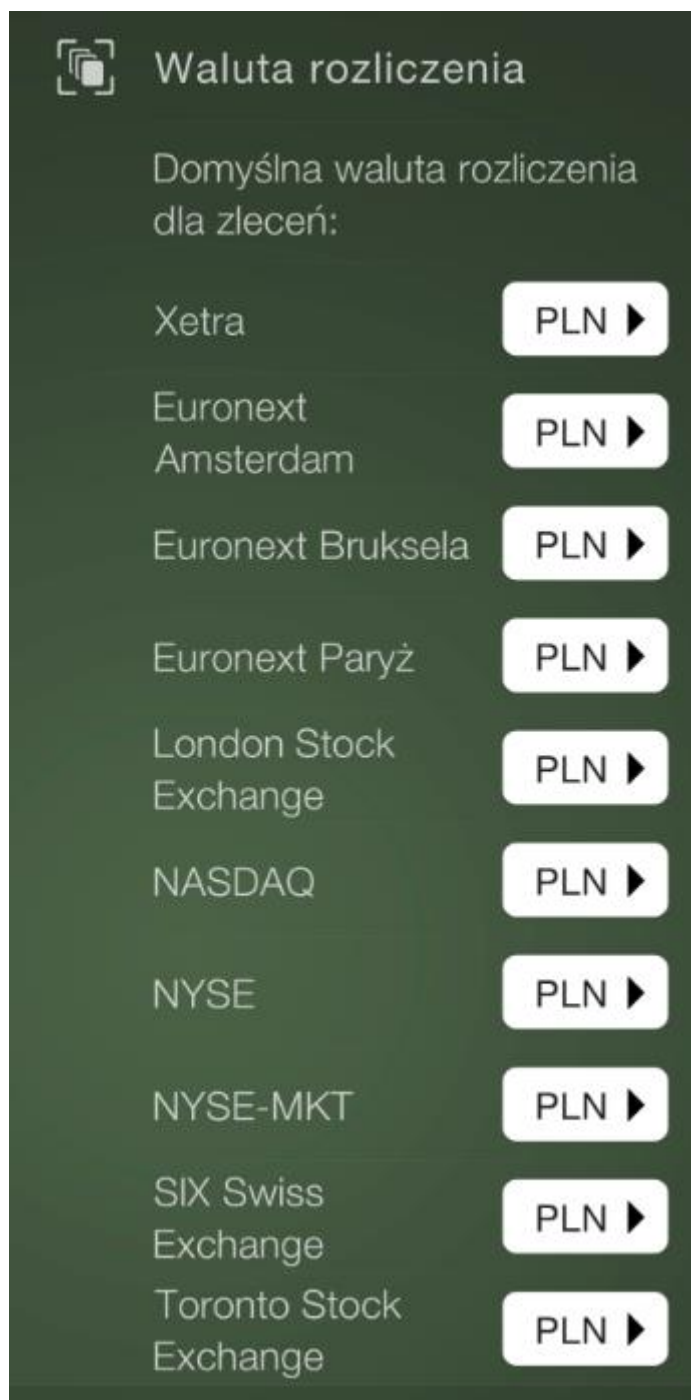 Waluta rozliczenia
Domyślna waluta rozliczenia
dla zleceń:
Xetra PLN
Euronext
Amsterdam PLN
Euronext Bruksela PLN
Euronext Paryż PLN
London Stock
Exchange PLN
NASDAQ PLN
NYSE PLN
NYSE-MKT PLN
SIX Swiss
Exchange PLN
Toronto Stock
Exchange PLN